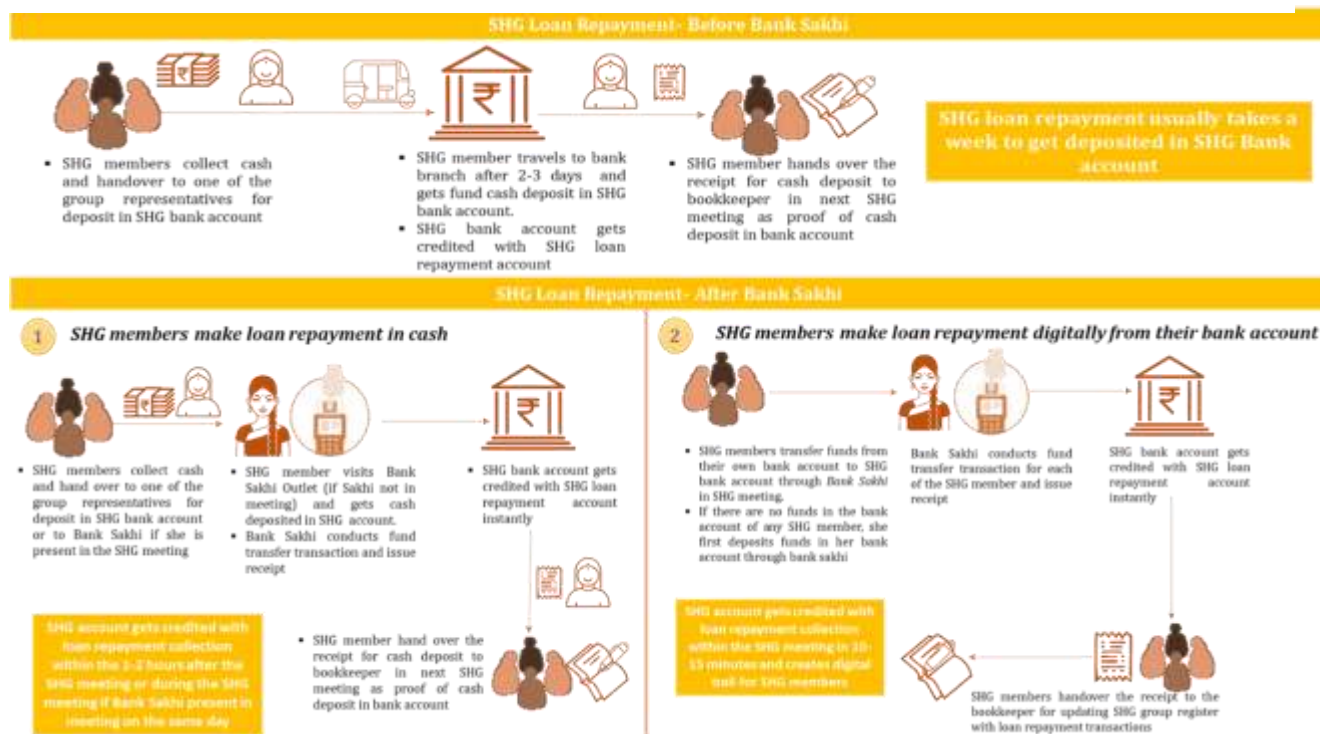 SHG Loan Repayment- Before Bank Sakhi
▪ SHG members collect cash
and handover to one of the
group representatives for
deposit in SHG bank account
▪ SHG member travels to bank
branch after 2-3 days and
gets fund cash deposit in SHG
bank account.
▪ SHG bank account gets
credited with SHG loan
repayment account
▪ SHG member hands over the
receipt for cash deposit to
bookkeeper in next SHG
meeting as proof of cash
deposit in bank account
SHG loan repayment usually takes a
week to get deposited in SHG Bank
account
SHG Loan Repayment- After Bank Sakhi
1 SHG members make loan repayment in cash
▪ SHG members collect cash
and hand over to one of the
group representatives for
deposit in SHG bank account
or to Bank Sakhi if she is
present in the SHG meeting
▪ SHG member visits Bank
Sakhi Outlet (if Sakhi not in
meeting) and gets cash
deposited in SHG account.
▪ Bank Sakhi conducts fund
transfer transaction and issue
receipt
▪ SHG bank account gets
credited with SHG loan
repayment account
instantly
▪ SHG member hand over the
receipt for cash deposit to
bookkeeper in next SHG
meeting as proof of cash
deposit in bank account
SHG account gets credited with
loan repayment collection
within the 1-2 hours after the
SHG meeting or during the SHG
meeting if Bank Sakhi present in
meeting on the same day
2 SHG members make loan repayment digitally from their bank account
▪ SHG members transfer funds from
their own bank account to SHG
bank account through Bank Sakhi
in SHG meeting.
▪ If there are no funds in the bank
account of any SHG member, she
first deposits funds in her bank
account through bank sakhi
Bank Sakhi conducts fund
transfer transaction for each
of the SHG member and issue
receipt
SHG bank account gets
credited with SHG loan
repayment account
instantly
SHG account gets credited with
loan repayment collection
within the SHG meeting in 10-
15 minutes and creates digital
trail for SHG members
SHG members handover the receipt to the
bookkeeper for updating SHG group register
with loan repayment transactions